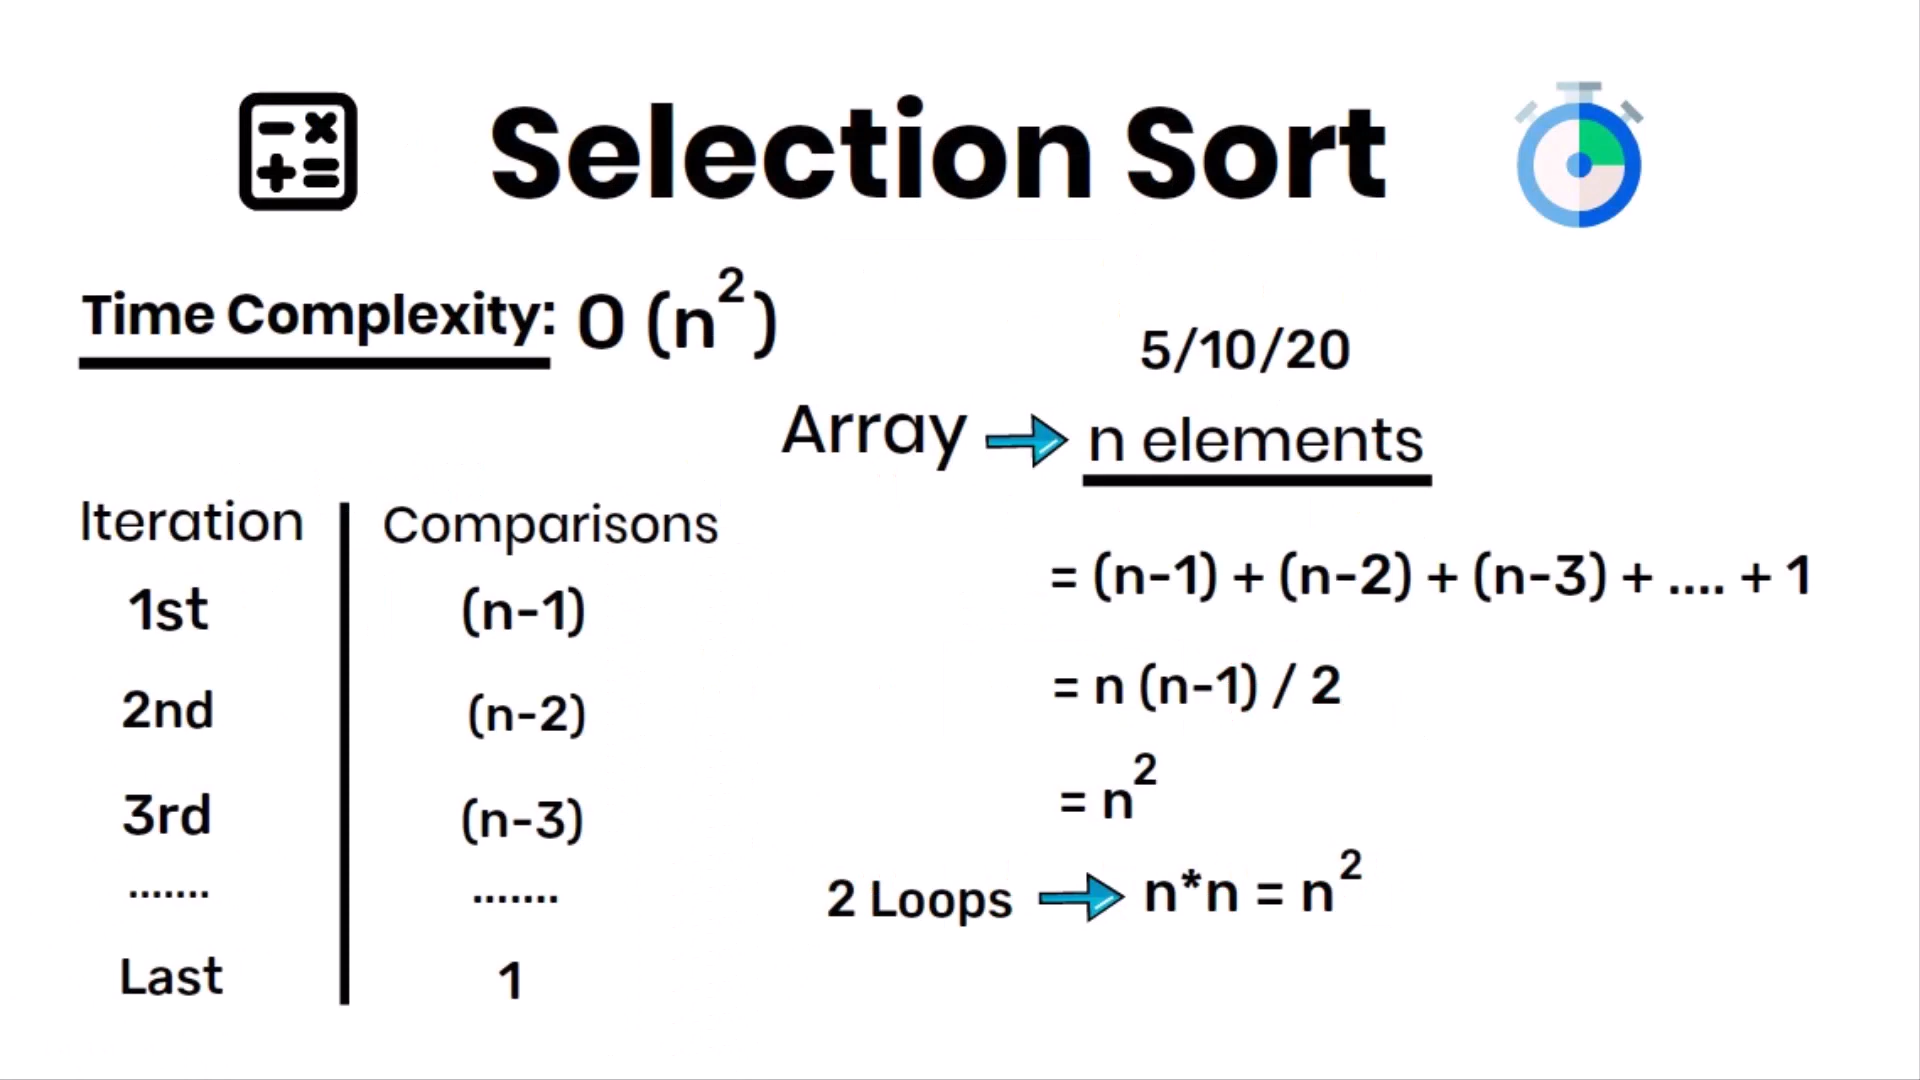 Selection Sort
Time Complexity: O (n²)
5/10/20
Array n elements
Iteration Comparisons
1st (n-1)
2nd (n-2)
3rd (n-3)
....... .......
Last 1
= (n-1) + (n-2) + (n-3) + .... + 1
= n (n-1) / 2
= n²
2 Loops n*n = n²